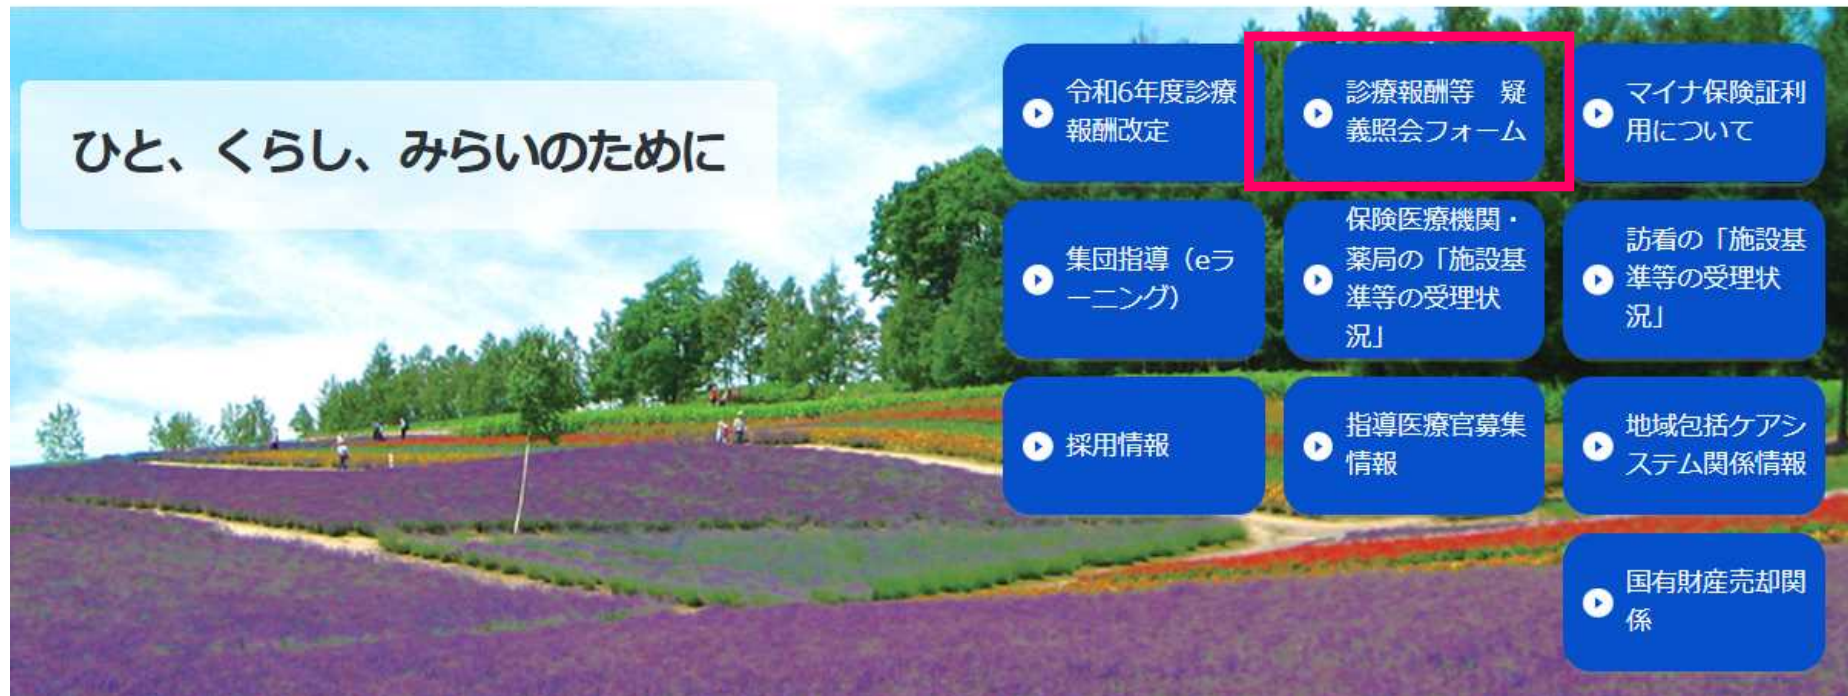 ひと、くらし、みらいのために
令和6年度診療
報酬改定
診療報酬等　疑
義照会フォーム
マイナ保険証利
用について
集団指導（eラ
ーニング）
保険医療機関・
薬局の「施設基
準等の受理状
況」
訪看の「施設基
準等の受理状
況」
採用情報
指導医療官募集
情報
地域包括ケアシ
ステム関係情報
国有財産売却関
係